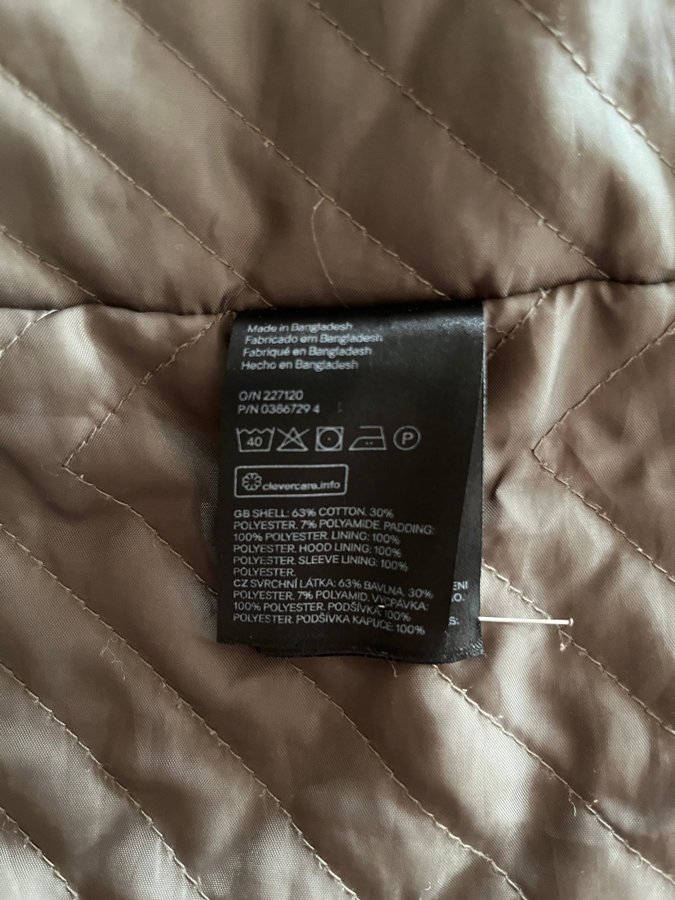 Made in Bangladesh
Fabricado em Bangladesh
Fabriqué en Bangladesh
Hecho en Bangladesh
O/N 227120
P/N 0386729 4
40
P
clevercare.info
GB SHELL: 63% COTTON. 30%
POLYESTER. 7% POLYAMIDE. PADDING:
100% POLYESTER. LINING: 100%
POLYESTER. HOOD LINING: 100%
POLYESTER. SLEEVE LINING: 100%
POLYESTER.
CZ SVRCHNÍ LÁTKA: 63% BAVLNA. 30%
POLYESTER. 7% POLYAMID. VYCPÁVKA:
100% POLYESTER. PODŠÍVKA: 100%
POLYESTER. PODŠÍVKA KAPUCE: 100%